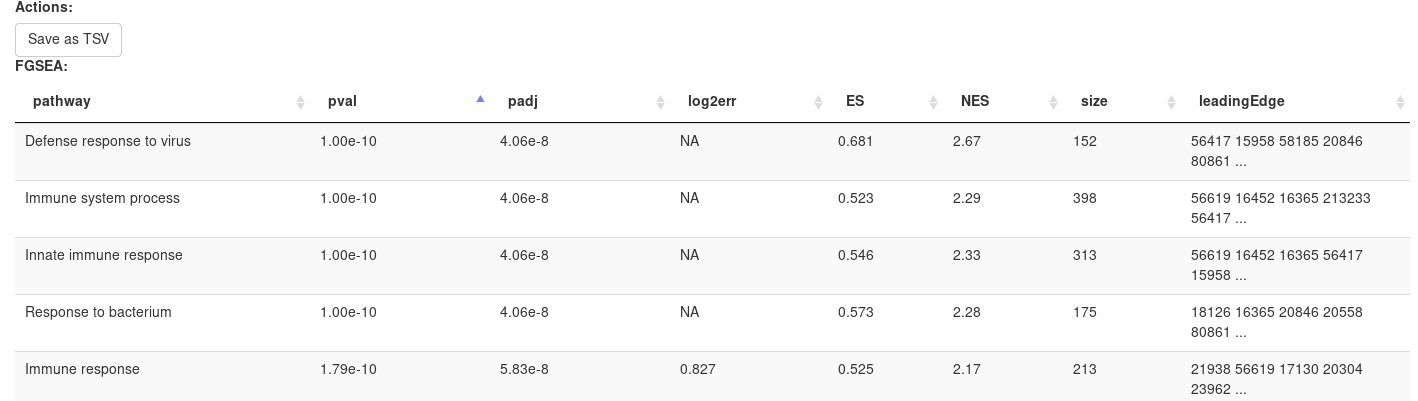 Actions:
Save as TSV
FGSEA:
pathway pval padj log2err ES NES size leadingEdge
Defense response to virus 1.00e-10 4.06e-8 NA 0.681 2.67 152 56417 15958 58185 20846
80861 ...
Immune system process 1.00e-10 4.06e-8 NA 0.523 2.29 398 56619 16452 16365 213233
56417 ...
Innate immune response 1.00e-10 4.06e-8 NA 0.546 2.33 313 56619 16452 16365 56417
15958 ...
Response to bacterium 1.00e-10 4.06e-8 NA 0.573 2.28 175 18126 16365 20846 20558
80861 ...
Immune response 1.79e-10 5.83e-8 0.827 0.525 2.17 213 21938 56619 17130 20304
23962 ...